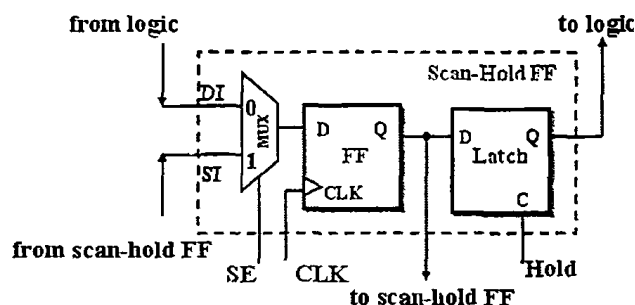 from logic
to logic
Scan-Hold FF
DI
0
MUX
1
SI
D
Q
FF
CLK
D
Q
Latch
C
from scan-hold FF
SE
CLK
Hold
to scan-hold FF